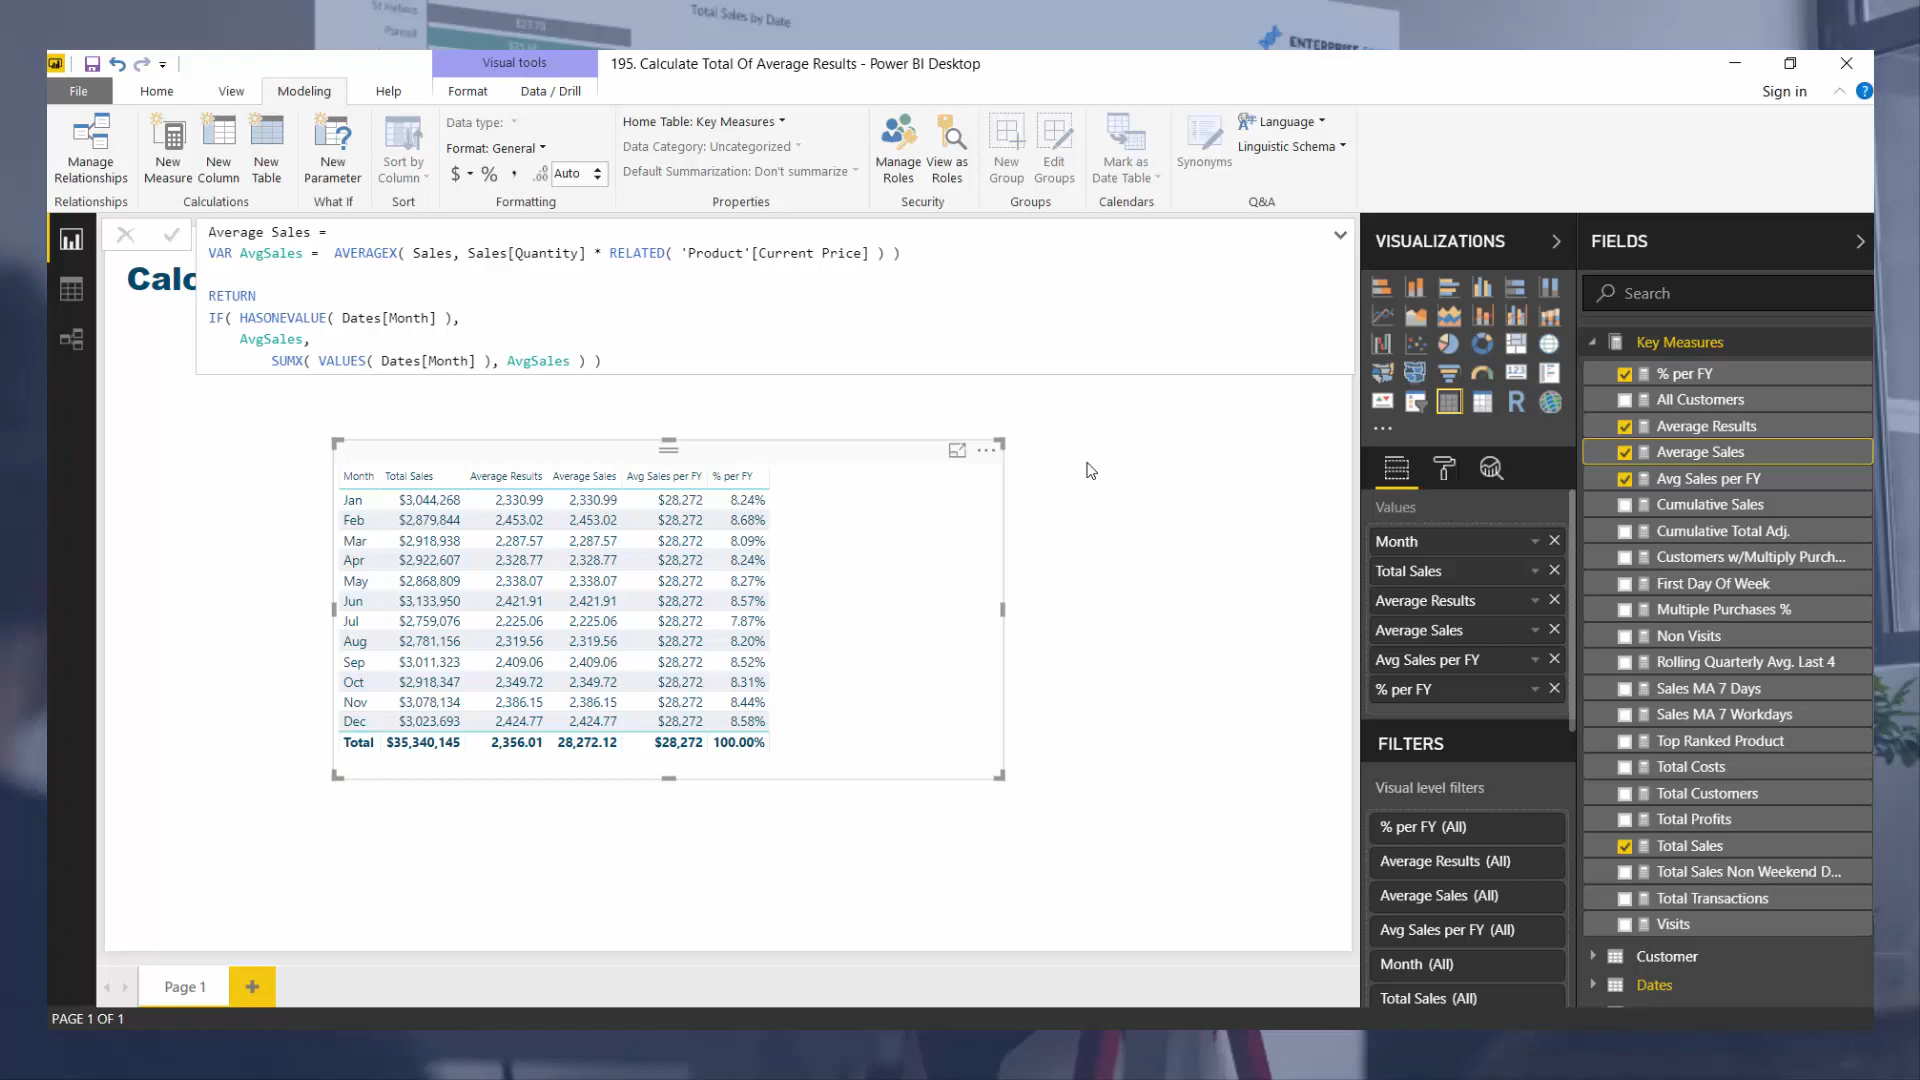 St Heliers
Total Sales by Date
Parnell
ENTERPRISE
Visual tools
195. Calculate Total Of Average Results - Power BI Desktop
File
Home
View
Modeling
Help
Format
Data / Drill
Sign in
?
Manage Relationships
New Measure
New Column
New Table
New Parameter
Sort by Column
Data type:
Format: General
$ % , .00 Auto
Home Table: Key Measures
Data Category: Uncategorized
Default Summarization: Don't summarize
Manage Roles
View as Roles
New Group
Edit Groups
Mark as Date Table
Synonyms
Language
Linguistic Schema
Relationships
Calculations
What If
Sort
Formatting
Properties
Security
Groups
Calendars
Q&A
Calc
Average Sales =
VAR AvgSales = AVERAGEX( Sales, Sales[Quantity] * RELATED( 'Product'[Current Price] ) )
RETURN
IF( HASONEVALUE( Dates[Month] ),
AvgSales,
SUMX( VALUES( Dates[Month] ), AvgSales ) )
Month Total Sales Average Results Average Sales Avg Sales per FY % per FY
Jan $3,044,268 2,330.99 2,330.99 $28,272 8.24%
Feb $2,879,844 2,453.02 2,453.02 $28,272 8.68%
Mar $2,918,938 2,287.57 2,287.57 $28,272 8.09%
Apr $2,922,607 2,328.77 2,328.77 $28,272 8.24%
May $2,868,809 2,338.07 2,338.07 $28,272 8.27%
Jun $3,133,950 2,421.91 2,421.91 $28,272 8.57%
Jul $2,759,076 2,225.06 2,225.06 $28,272 7.87%
Aug $2,781,156 2,319.56 2,319.56 $28,272 8.20%
Sep $3,011,323 2,409.06 2,409.06 $28,272 8.52%
Oct $2,918,347 2,349.72 2,349.72 $28,272 8.31%
Nov $3,078,134 2,386.15 2,386.15 $28,272 8.44%
Dec $3,023,693 2,424.77 2,424.77 $28,272 8.58%
Total $35,340,145 2,356.01 28,272.12 $28,272 100.00%
Page 1
PAGE 1 OF 1
VISUALIZATIONS
123
R
Values
Month
Total Sales
Average Results
Average Sales
Avg Sales per FY
% per FY
FILTERS
Visual level filters
% per FY (All)
Average Results (All)
Average Sales (All)
Avg Sales per FY (All)
Month (All)
Total Sales (All)
FIELDS
Search
Key Measures
% per FY
All Customers
Average Results
Average Sales
Avg Sales per FY
Cumulative Sales
Cumulative Total Adj.
Customers w/Multiply Purch...
First Day Of Week
Multiple Purchases %
Non Visits
Rolling Quarterly Avg. Last 4
Sales MA 7 Days
Sales MA 7 Workdays
Top Ranked Product
Total Costs
Total Customers
Total Profits
Total Sales
Total Sales Non Weekend D...
Total Transactions
Visits
Customer
Dates